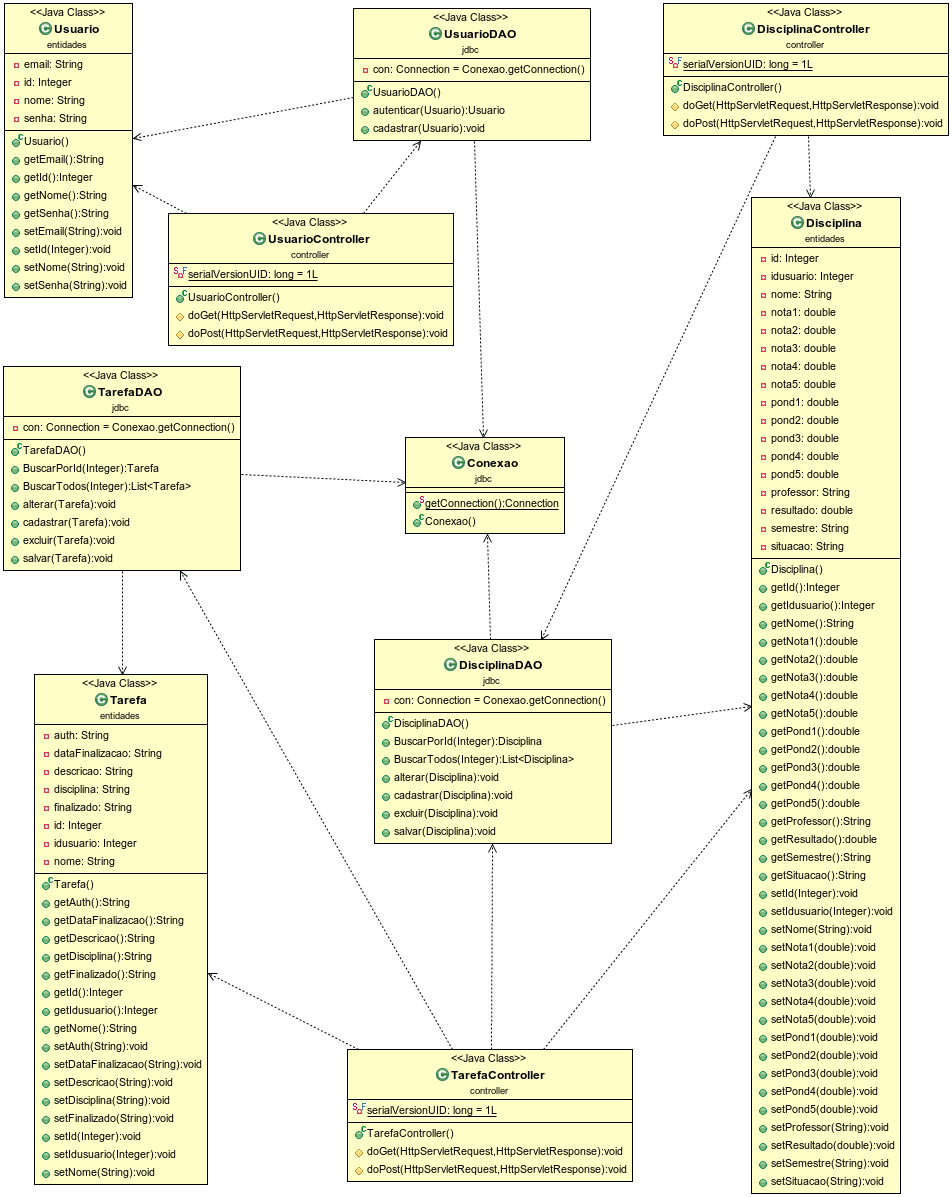 <<Java Class>>
Usuario
entidades
email: String
id: Integer
nome: String
senha: String
Usuario()
getEmail():String
getId():Integer
getNome():String
getSenha():String
setEmail(String):void
setId(Integer):void
setNome(String):void
setSenha(String):void
<<Java Class>>
UsuarioDAO
jdbc
con: Connection = Conexao.getConnection()
UsuarioDAO()
autenticar(Usuario):Usuario
cadastrar(Usuario):void
<<Java Class>>
DisciplinaController
controller
serialVersionUID: long = 1L
DisciplinaController()
doGet(HttpServletRequest,HttpServletResponse):void
doPost(HttpServletRequest,HttpServletResponse):void
<<Java Class>>
UsuarioController
controller
serialVersionUID: long = 1L
UsuarioController()
doGet(HttpServletRequest,HttpServletResponse):void
doPost(HttpServletRequest,HttpServletResponse):void
<<Java Class>>
Disciplina
entidades
id: Integer
idusuario: Integer
nome: String
nota1: double
nota2: double
nota3: double
nota4: double
nota5: double
pond1: double
pond2: double
pond3: double
pond4: double
pond5: double
professor: String
resultado: double
semestre: String
situacao: String
Disciplina()
getId():Integer
getIdusuario():Integer
getNome():String
getNota1():double
getNota2():double
getNota3():double
getNota4():double
getNota5():double
getPond1():double
getPond2():double
getPond3():double
getPond4():double
getPond5():double
getProfessor():String
getResultado():double
getSemestre():String
getSituacao():String
setId(Integer):void
setIdusuario(Integer):void
setNome(String):void
setNota1(double):void
setNota2(double):void
setNota3(double):void
setNota4(double):void
setNota5(double):void
setPond1(double):void
setPond2(double):void
setPond3(double):void
setPond4(double):void
setPond5(double):void
setProfessor(String):void
setResultado(double):void
setSemestre(String):void
setSituacao(String):void
<<Java Class>>
TarefaDAO
jdbc
con: Connection = Conexao.getConnection()
TarefaDAO()
BuscarPorId(Integer):Tarefa
BuscarTodos(Integer):List<Tarefa>
alterar(Tarefa):void
cadastrar(Tarefa):void
excluir(Tarefa):void
salvar(Tarefa):void
<<Java Class>>
Conexao
jdbc
getConnection():Connection
Conexao()
<<Java Class>>
DisciplinaDAO
jdbc
con: Connection = Conexao.getConnection()
DisciplinaDAO()
BuscarPorId(Integer):Disciplina
BuscarTodos(Integer):List<Disciplina>
alterar(Disciplina):void
cadastrar(Disciplina):void
excluir(Disciplina):void
salvar(Disciplina):void
<<Java Class>>
Tarefa
entidades
auth: String
dataFinalizacao: String
descricao: String
disciplina: String
finalizado: String
id: Integer
idusuario: Integer
nome: String
Tarefa()
getAuth():String
getDataFinalizacao():String
getDescricao():String
getDisciplina():String
getFinalizado():String
getId():Integer
getIdusuario():Integer
getNome():String
setAuth(String):void
setDataFinalizacao(String):void
setDescricao(String):void
setDisciplina(String):void
setFinalizado(String):void
setId(Integer):void
setIdusuario(Integer):void
setNome(String):void
<<Java Class>>
TarefaController
controller
serialVersionUID: long = 1L
TarefaController()
doGet(HttpServletRequest,HttpServletResponse):void
doPost(HttpServletRequest,HttpServletResponse):void